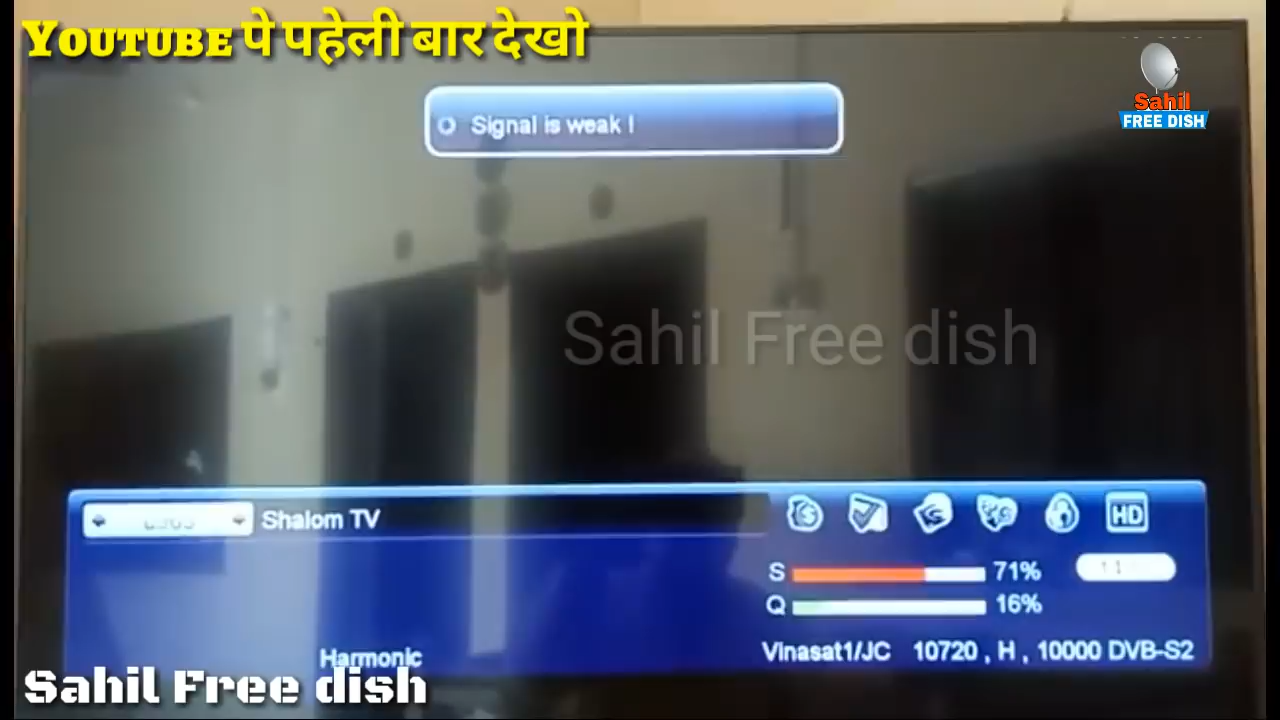 YOUTUBE पे पहेली बार देखो
Sahil
FREE DISH
Signal is weak !
Sahil Free dish
Shalom TV
HD
S 71%
Q 16%
Harmonic
Vinasat1/JC 10720 , H , 10000 DVB-S2
Sahil Free dish